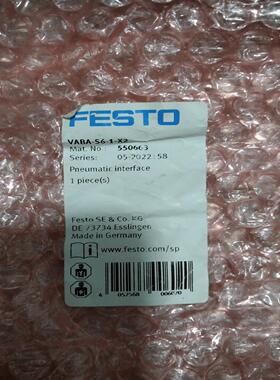 FESTO
VABA-S6-1-X2
Mat. No.: 550663
Series: 05-2022:58
Pneumatic interface
1 piece(s)
Festo SE & Co. KG
DE 73734 Esslingen
Made in Germany
www.festo.com/sp